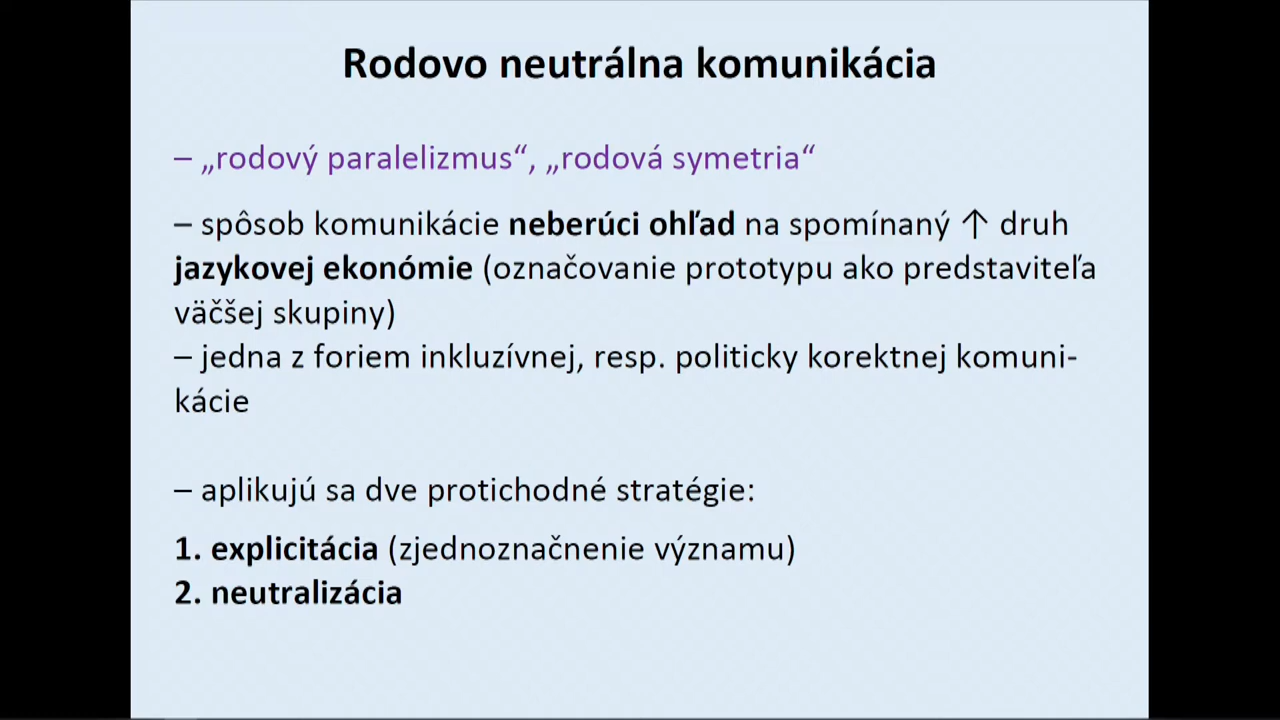 Rodovo neutrálna komunikácia
– „rodový paralelizmus“, „rodová symetria“
– spôsob komunikácie neberúci ohľad na spomínaný ↑ druh
jazykovej ekonómie (označovanie prototypu ako predstaviteľa
väčšej skupiny)
– jedna z foriem inkluzívnej, resp. politicky korektnej komuni-
kácie
– aplikujú sa dve protichodné stratégie:
1. explicitácia (zjednoznačnenie významu)
2. neutralizácia